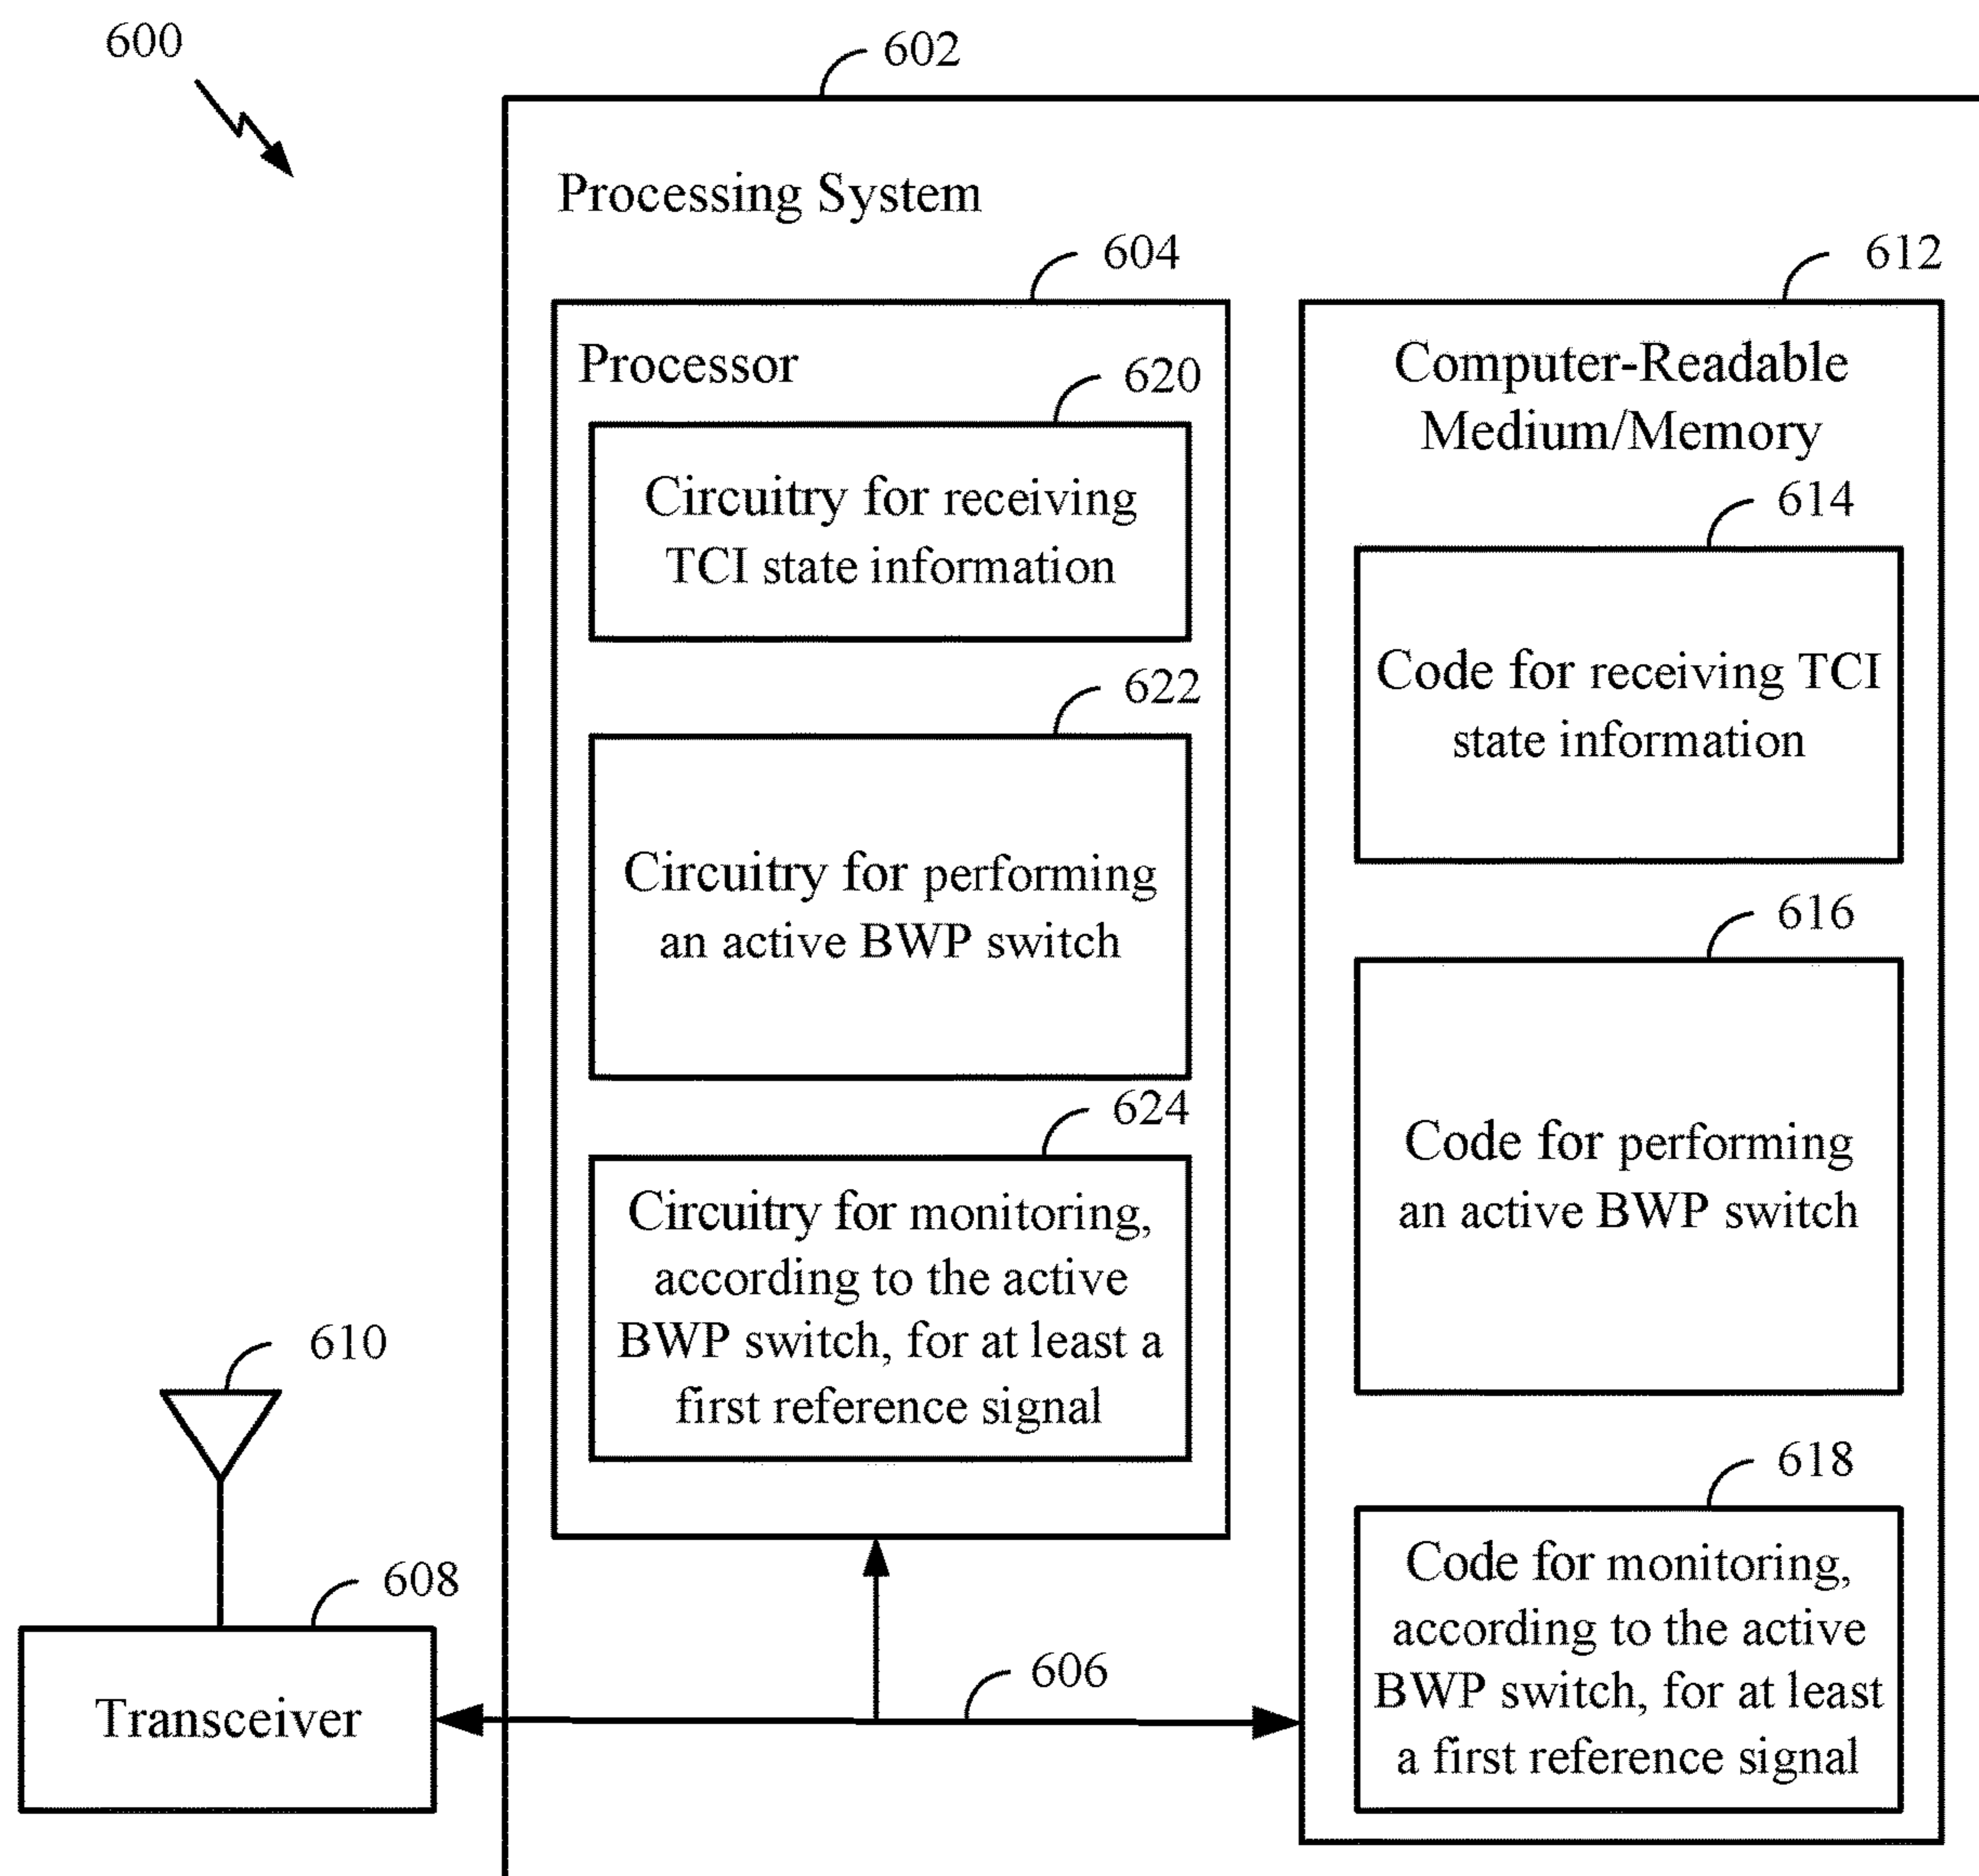 600
602
Processing System
604
Processor
620
Circuitry for receiving
TCI state information
622
Circuitry for performing
an active BWP switch
624
Circuitry for monitoring,
according to the active
BWP switch, for at least a
first reference signal
612
Computer-Readable
Medium/Memory
614
Code for receiving TCI
state information
616
Code for performing
an active BWP switch
618
Code for monitoring,
according to the active
BWP switch, for at least
a first reference signal
610
608
Transceiver
606